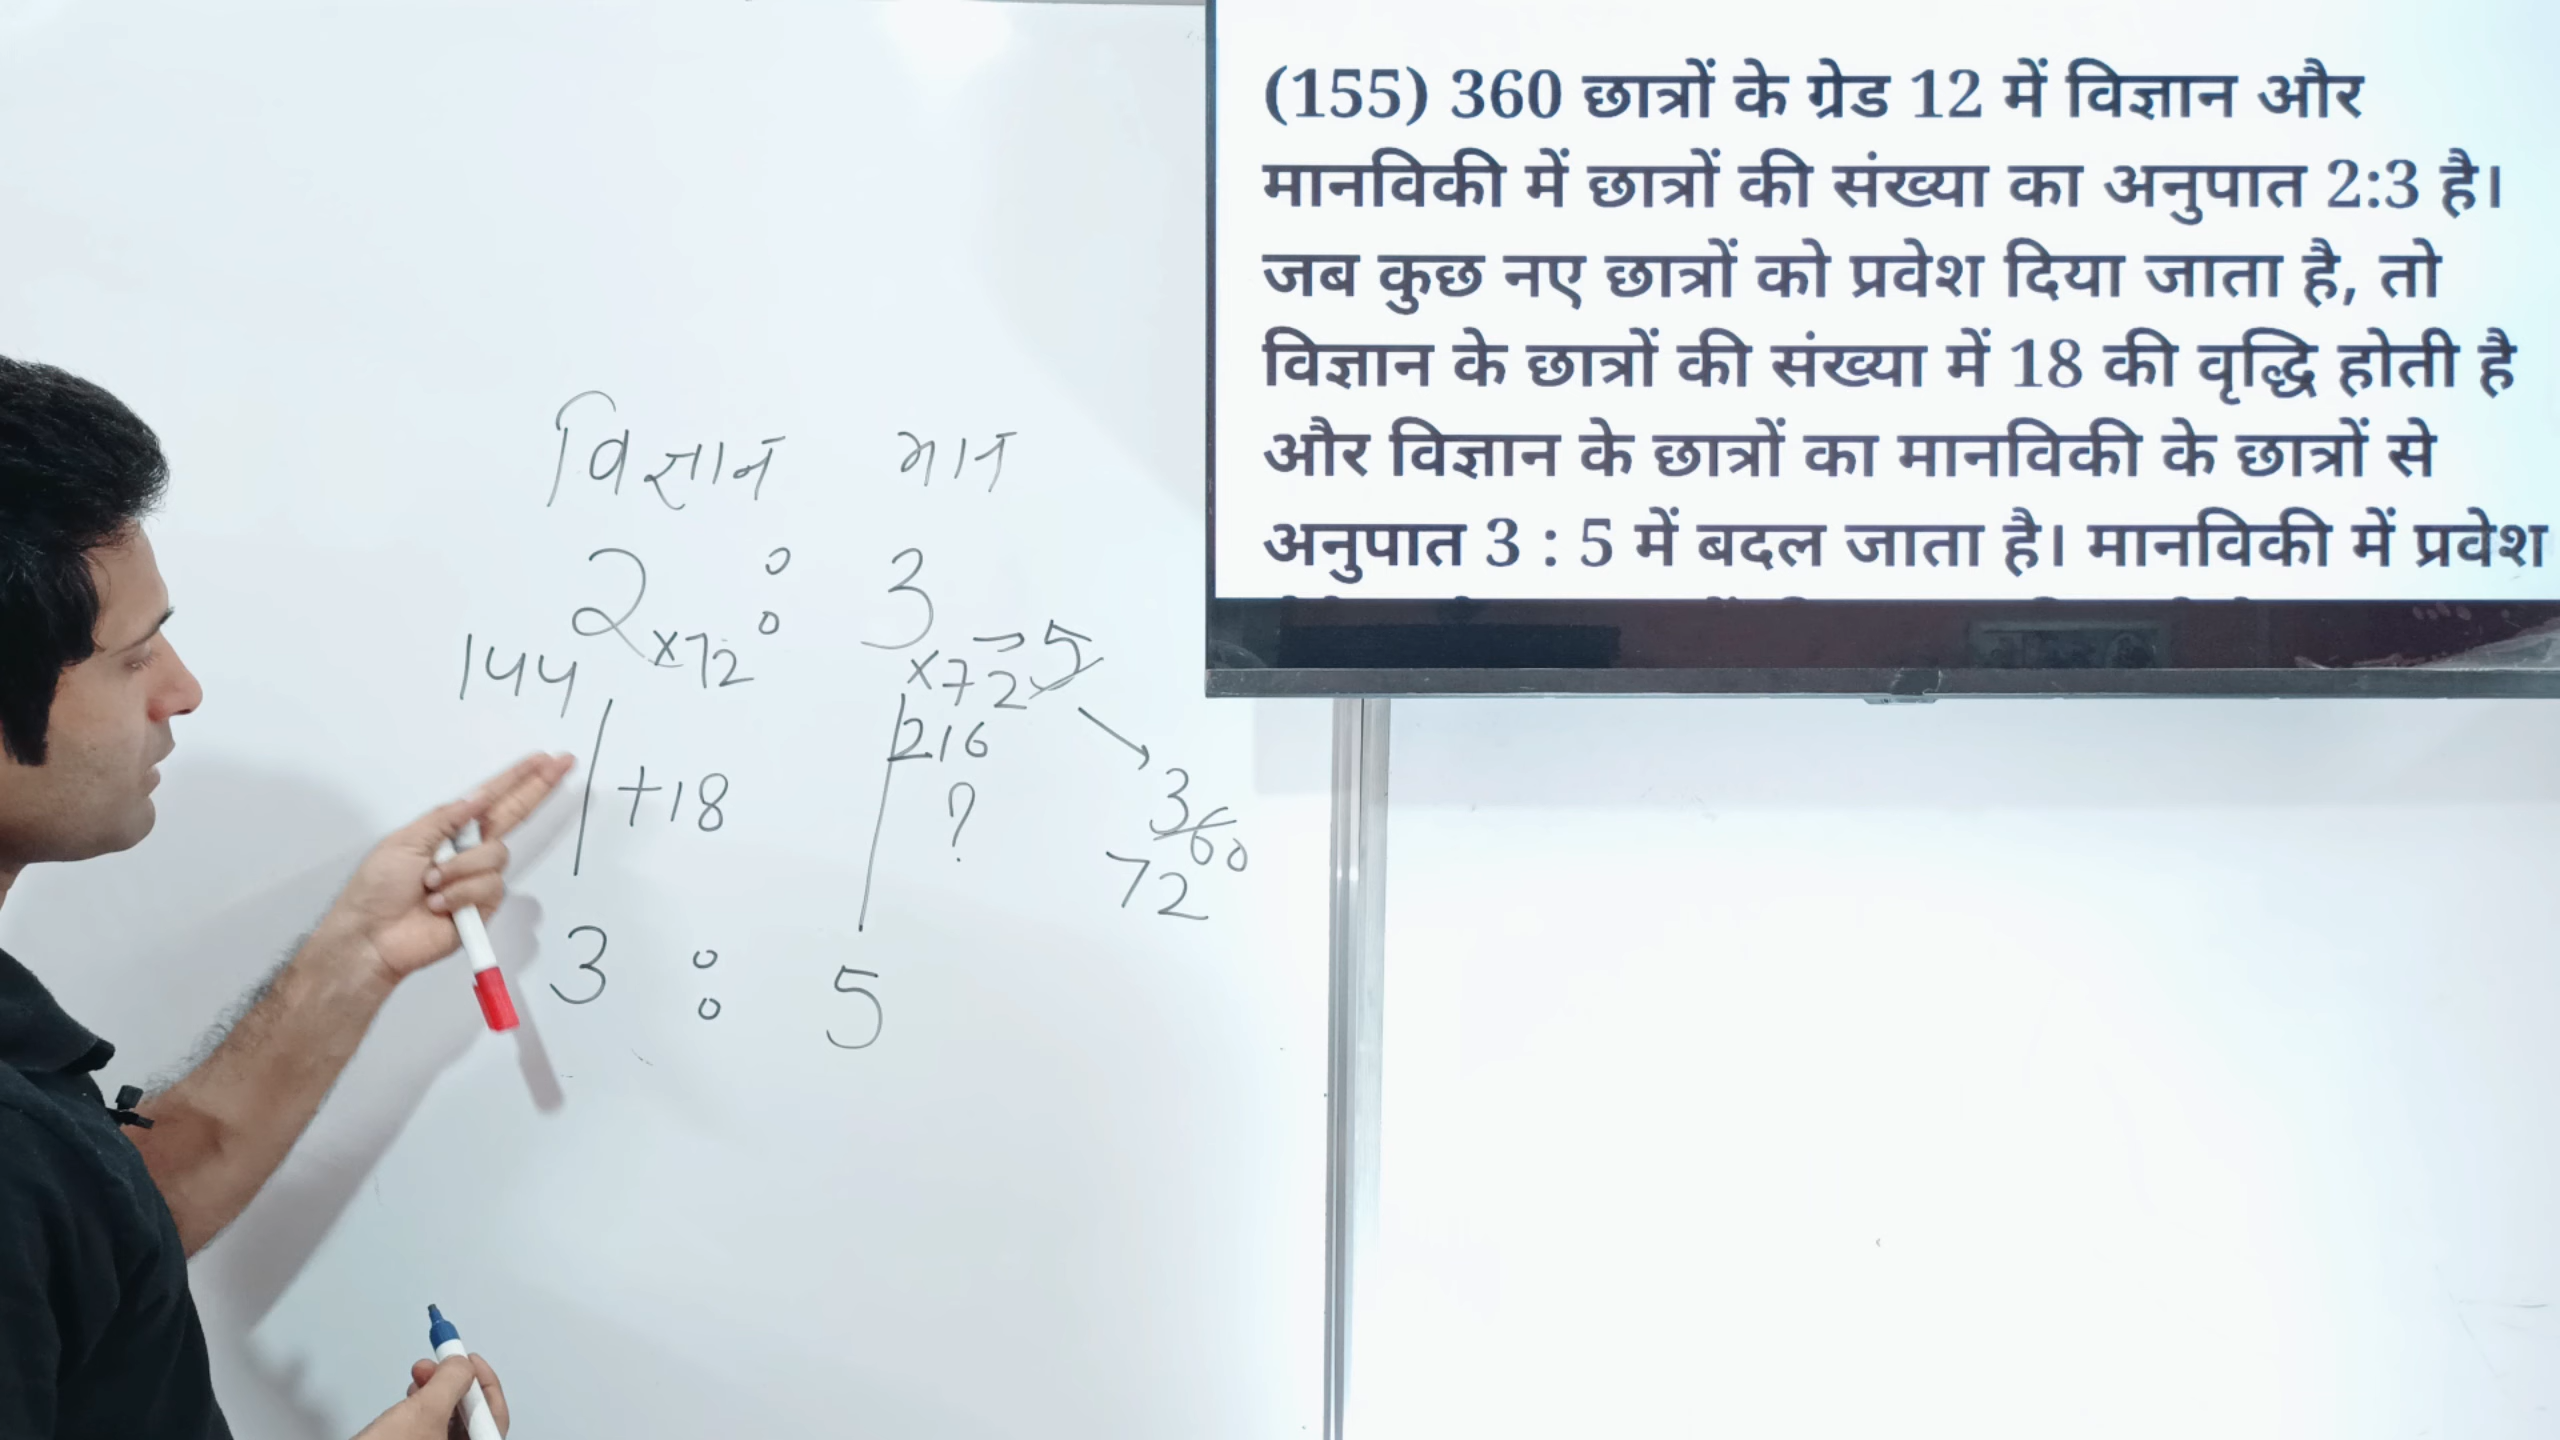 (155) 360 छात्रों के ग्रेड 12 में विज्ञान और
मानविकी में छात्रों की संख्या का अनुपात 2:3 है।
जब कुछ नए छात्रों को प्रवेश दिया जाता है, तो
विज्ञान के छात्रों की संख्या में 18 की वृद्धि होती है
और विज्ञान के छात्रों का मानविकी के छात्रों से
अनुपात 3 : 5 में बदल जाता है। मानविकी में प्रवेश
विज्ञान मान
2 : 3
144 ×72 ×72 → 5
216
+18 ?
360
72
3 : 5